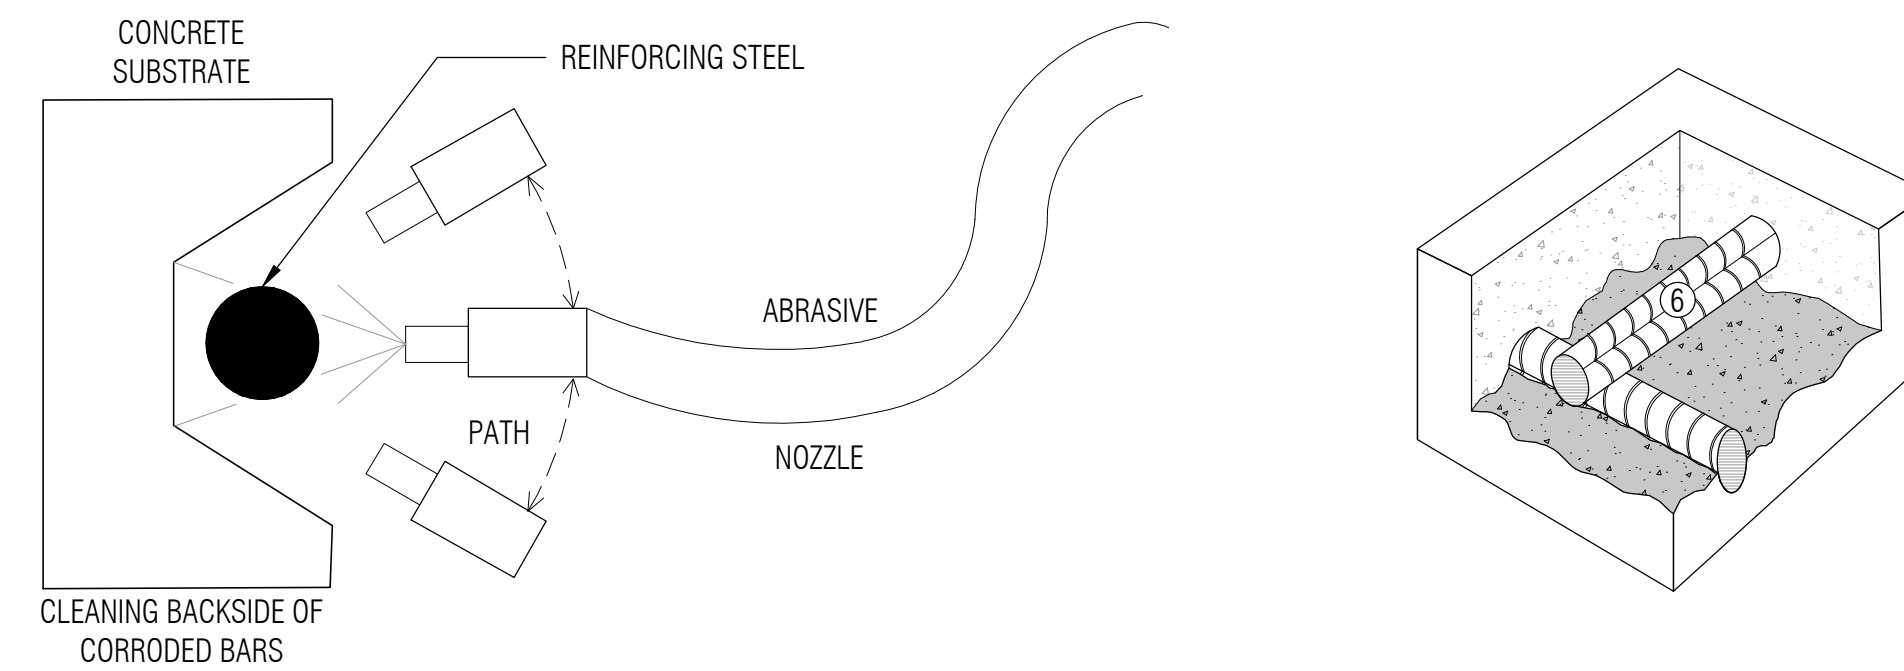 CONCRETE
SUBSTRATE
REINFORCING STEEL
ABRASIVE
PATH
NOZZLE
CLEANING BACKSIDE OF
CORRODED BARS
6